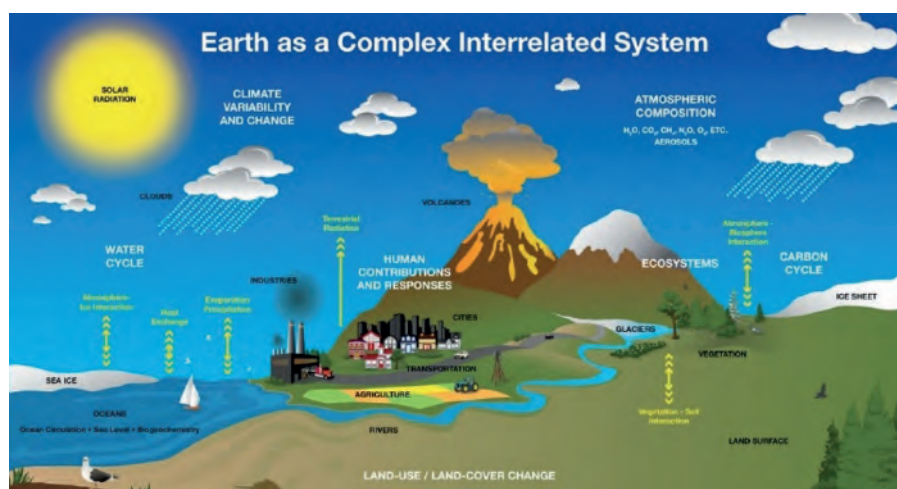 Earth as a Complex Interrelated System
SOLAR
RADIATION
CLIMATE
VARIABILITY
AND CHANGE
ATMOSPHERIC
COMPOSITION
H₂O, CO₂, CH₄, N₂O, O₃, ETC.
AEROSOLS
CLOUDS
VOLCANOES
Terrestrial
Radiation
Atmosphere -
Biosphere
Interaction
WATER
CYCLE
HUMAN
CONTRIBUTIONS
AND RESPONSES
ECOSYSTEMS
CARBON
CYCLE
INDUSTRIES
Atmosphere-
Ice Interaction
Heat
Exchange
Evaporation
Precipitation
ICE SHEET
CITIES
GLACIERS
VEGETATION
TRANSPORTATION
SEA ICE
AGRICULTURE
OCEANS
Ocean Circulation • Sea Level • Biogeochemistry
Vegetation - Soil
Interaction
RIVERS
LAND SURFACE
LAND-USE / LAND-COVER CHANGE